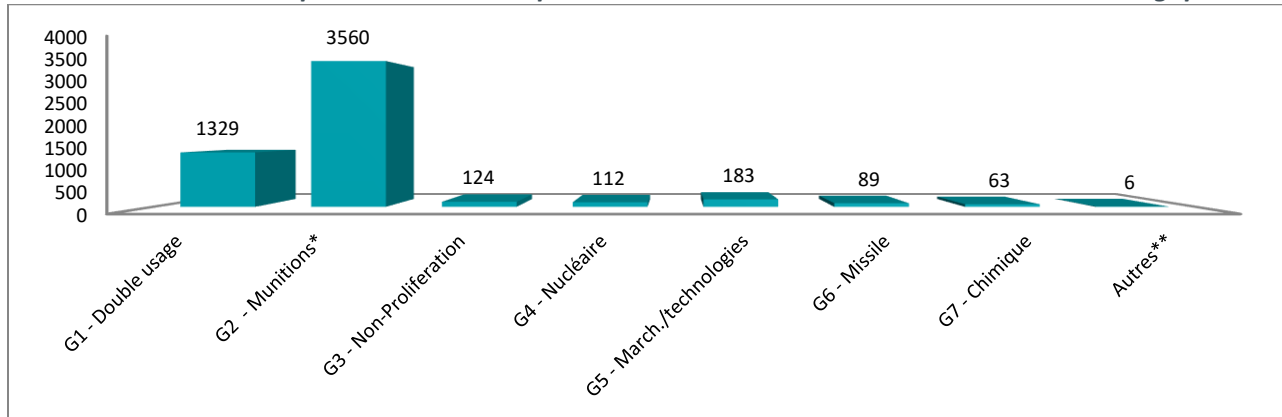 4000
3500
3000
2500
2000
1500
1000
500
0
1329
3560
124
112
183
89
63
6
G1 - Double usage
G2 - Munitions*
G3 - Non-Proliferation
G4 - Nucléaire
G5 - March./technologies
G6 - Missile
G7 - Chimique
Autres**